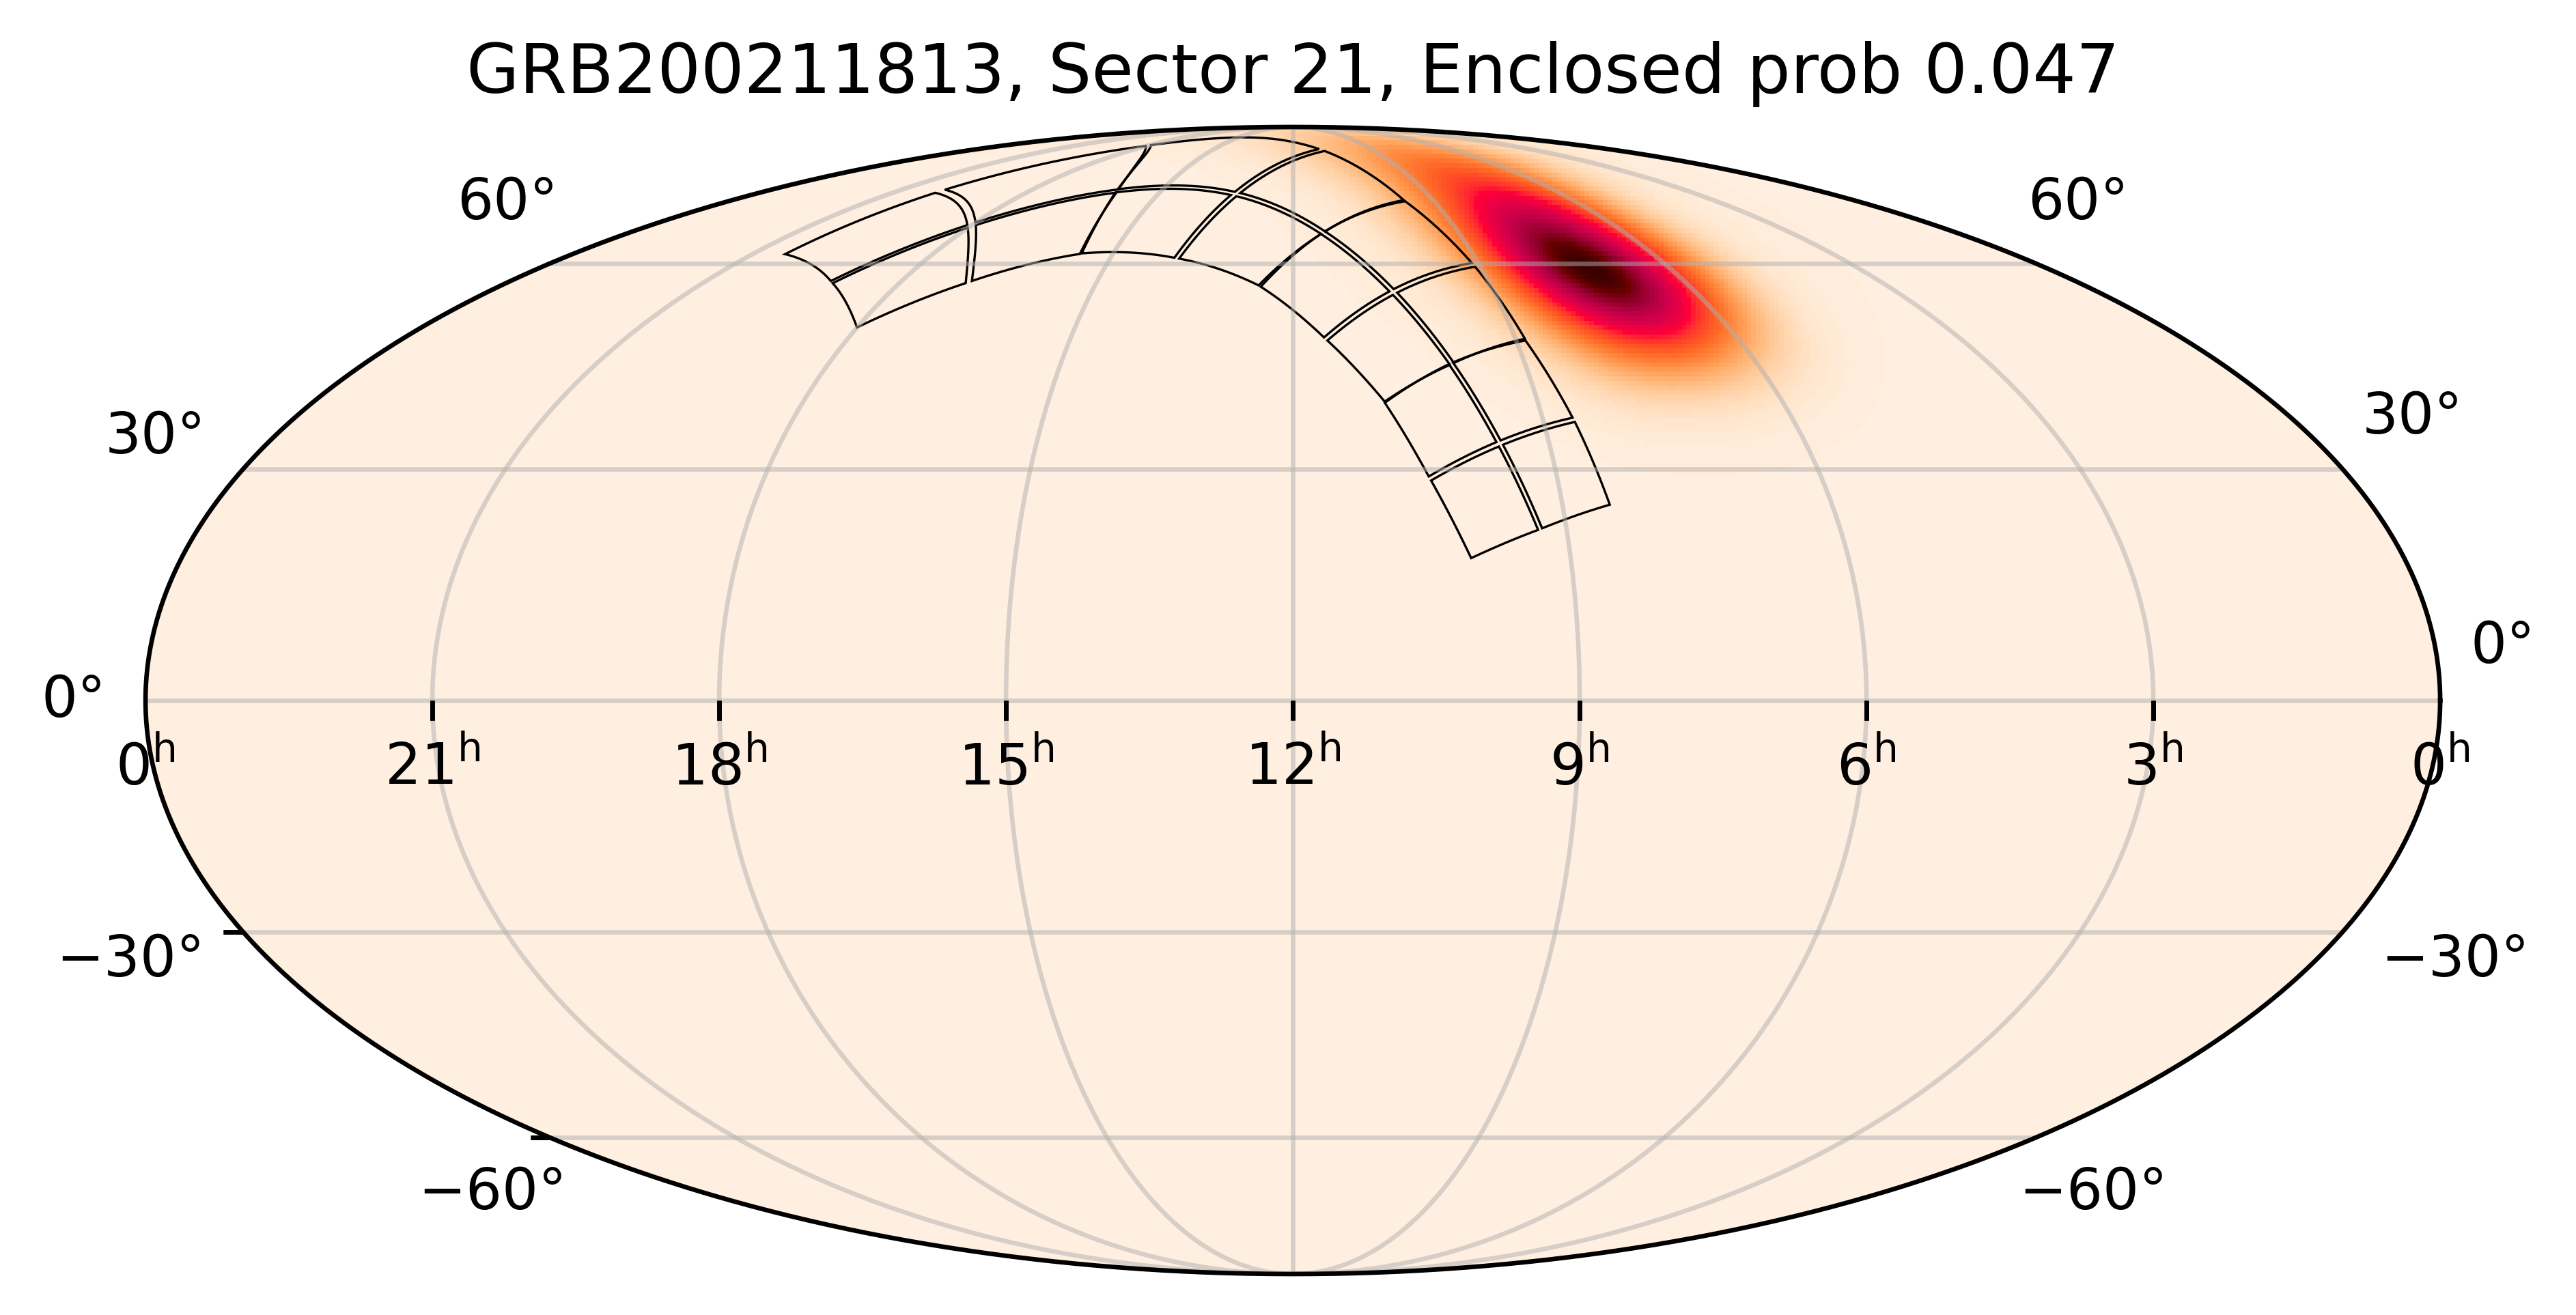 GRB200211813, Sector 21, Enclosed prob 0.047
60° 60°
30° 30°
0° 0°
0h 21h 18h 15h 12h 9h 6h 3h 0h
−30° −30°
−60° −60°